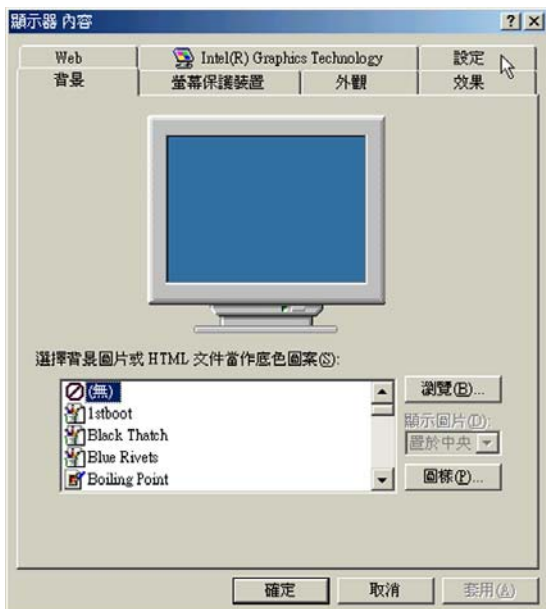 顯示器 內容
Web
Intel(R) Graphics Technology
設定
背景
螢幕保護裝置
外觀
效果
選擇背景圖片或 HTML 文件當作底色圖案(S):
(無)
1stboot
Black Thatch
Blue Rivets
Boiling Point
瀏覽(B)...
顯示圖片(D):
置於中央
圖樣(P)...
確定
取消
套用(A)